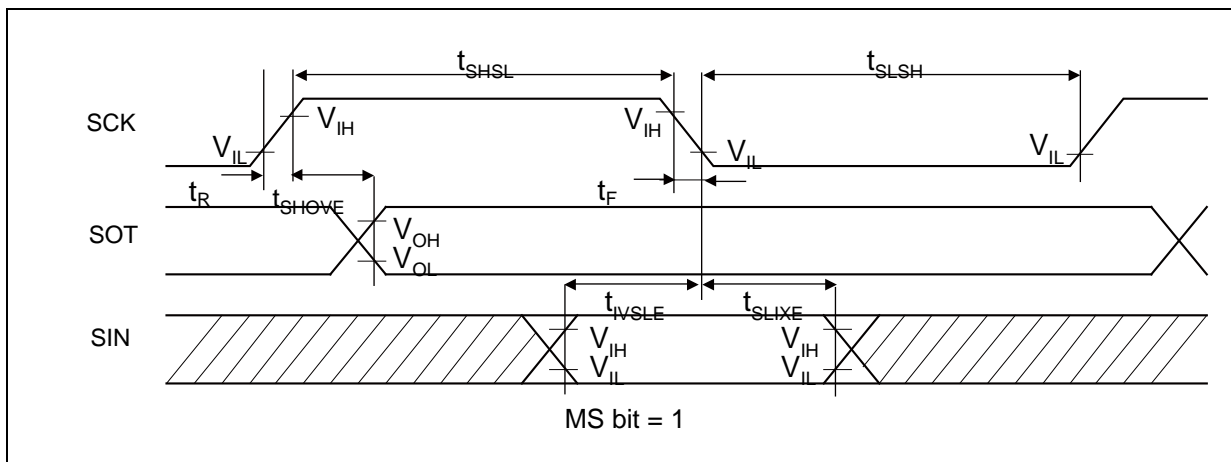 tSHSL
tSLSH
SCK
VIH
VIH
VIL
VIL
VIL
tR
tSHOVE
tF
SOT
VOH
VOL
tIVSLE
tSLIXE
SIN
VIH
VIH
VIL
VIL
MS bit = 1